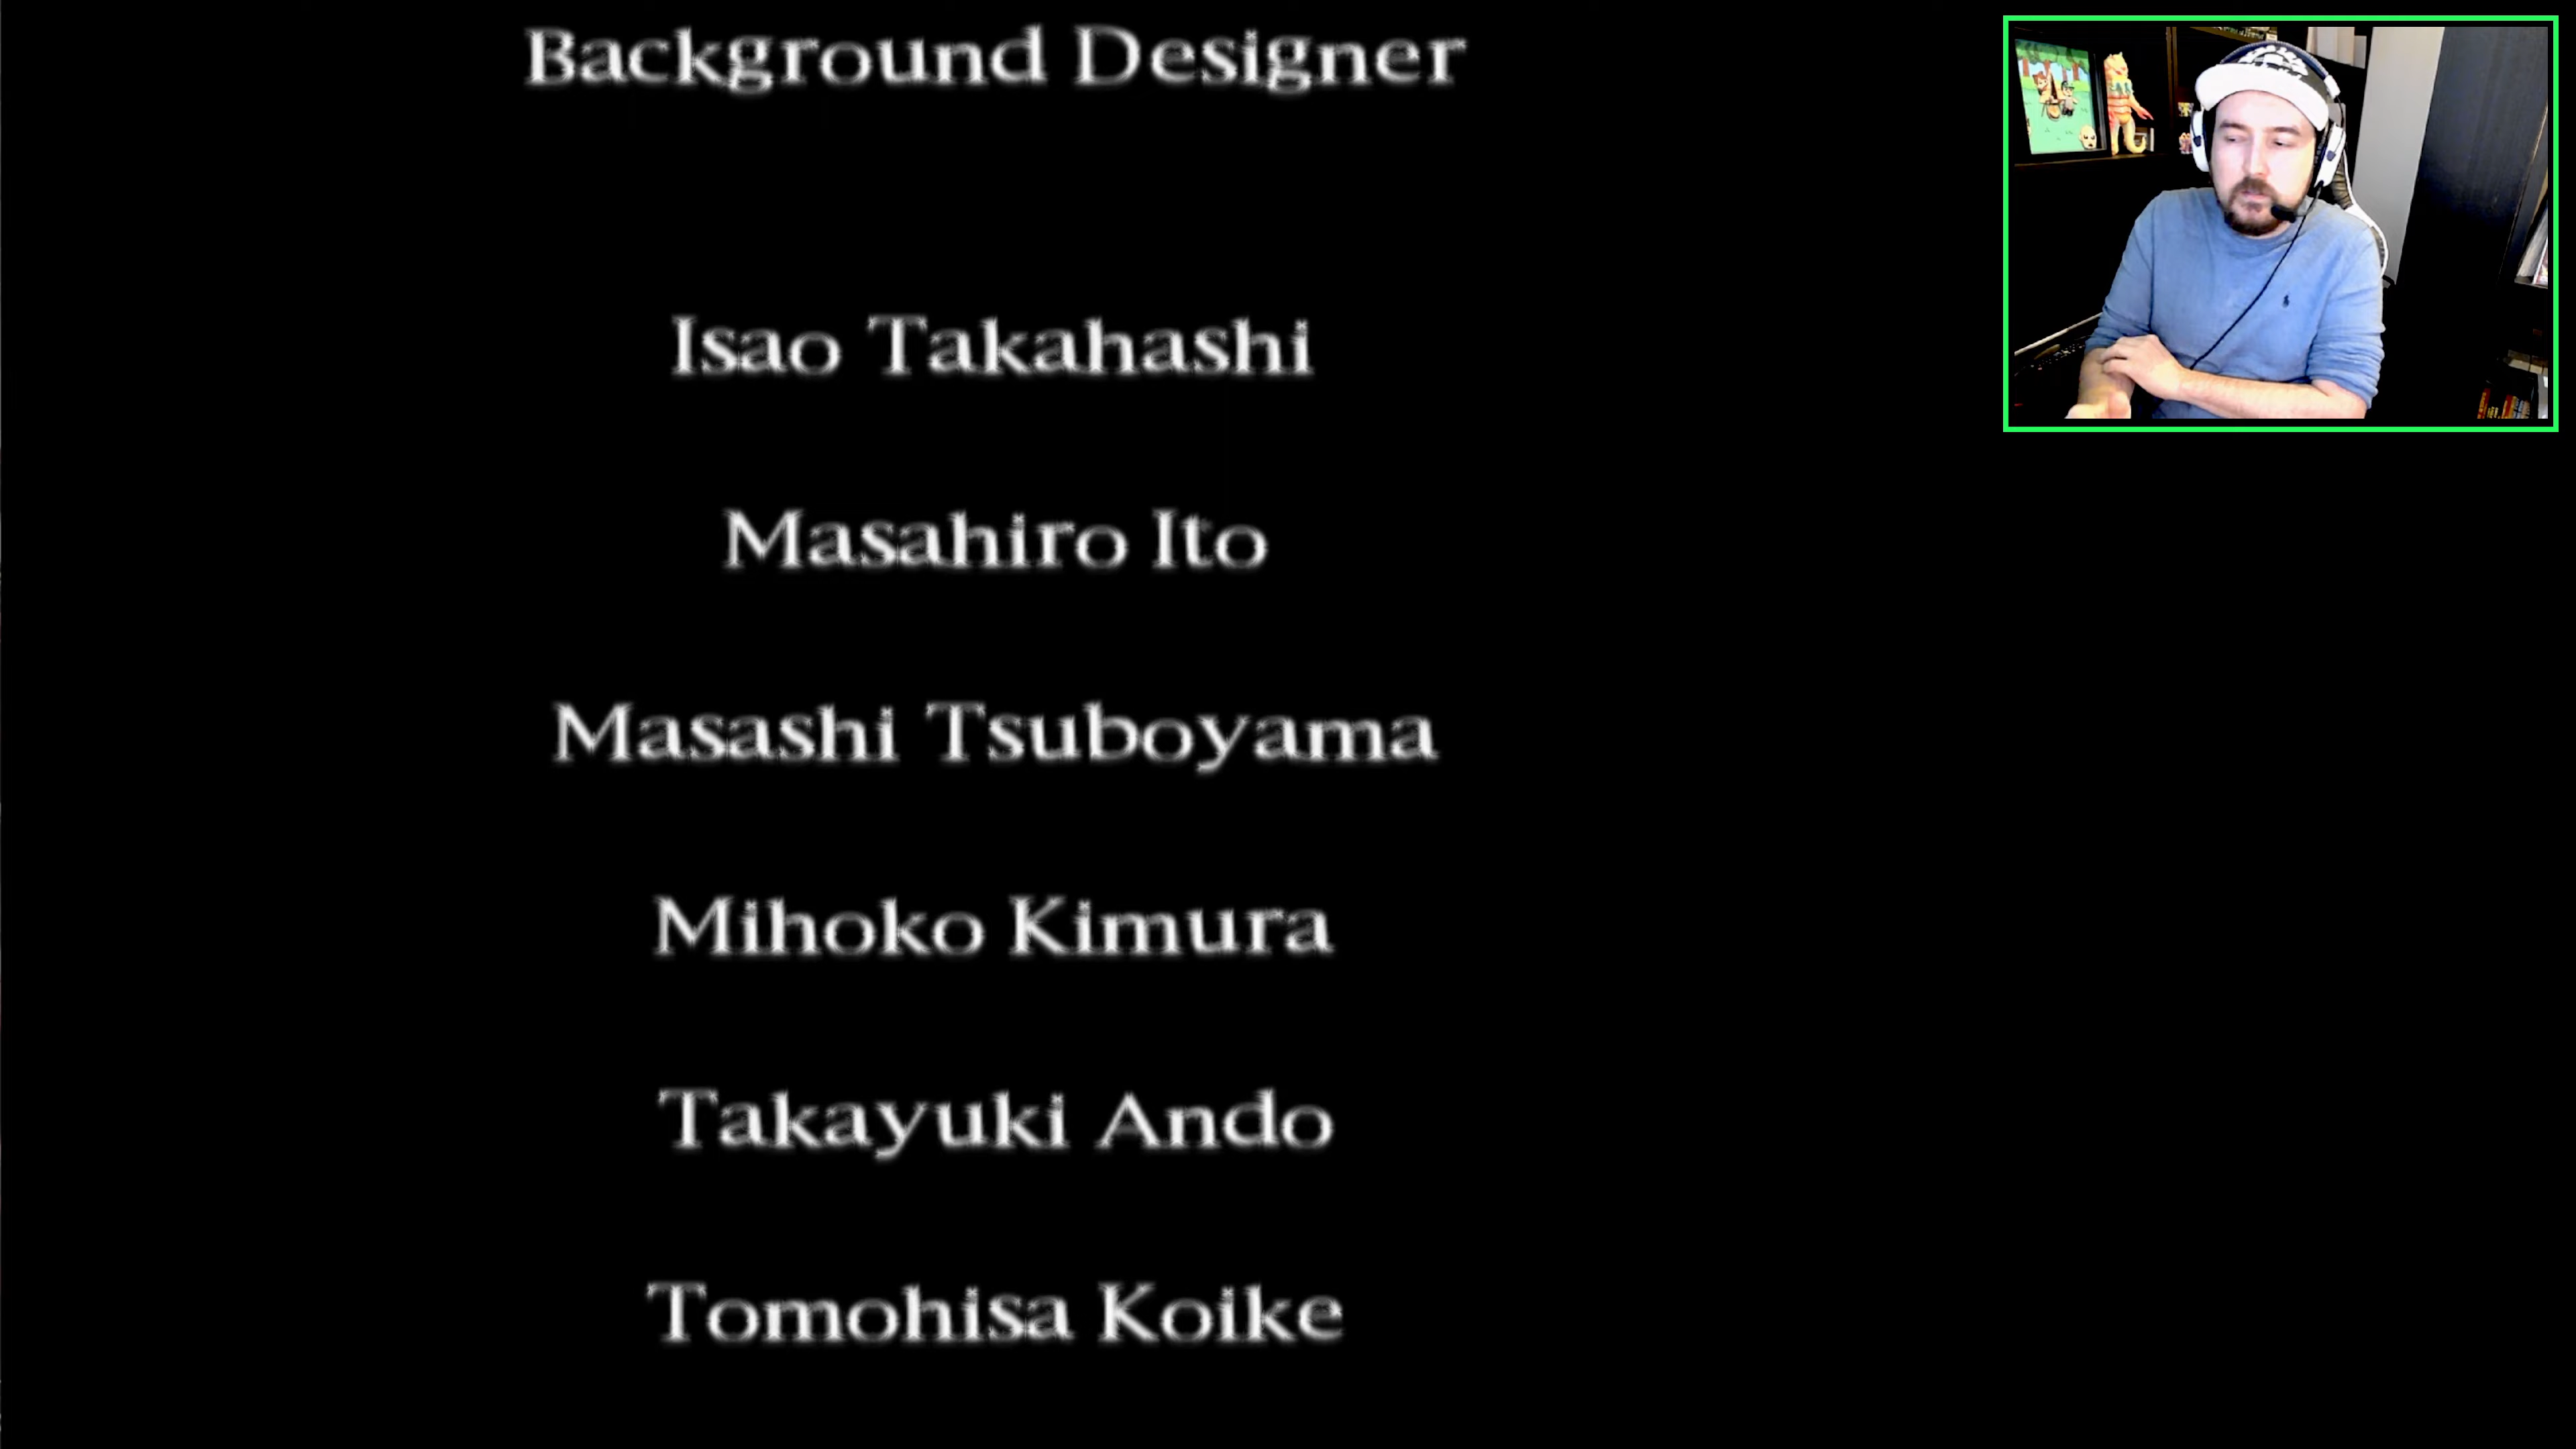 Background Designer
Isao Takahashi
Masahiro Ito
Masashi Tsuboyama
Mihoko Kimura
Takayuki Ando
Tomohisa Koike